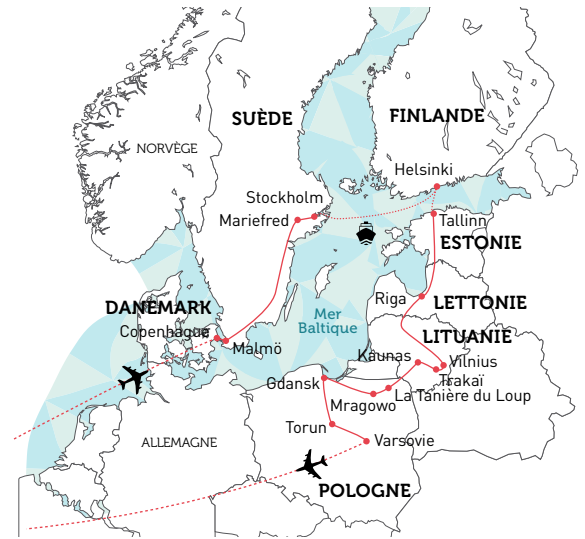 SUÈDE
FINLANDE
NORVÈGE
Helsinki
Stockholm
Mariefred
Tallinn
ESTONIE
DANEMARK
Riga
LETTONIE
Copenhague
Mer
Baltique
Malmö
LITUANIE
Kaunas
Vilnius
Trakaï
Gdansk
La Tanière du Loup
Mragowo
Torun
ALLEMAGNE
Varsovie
POLOGNE